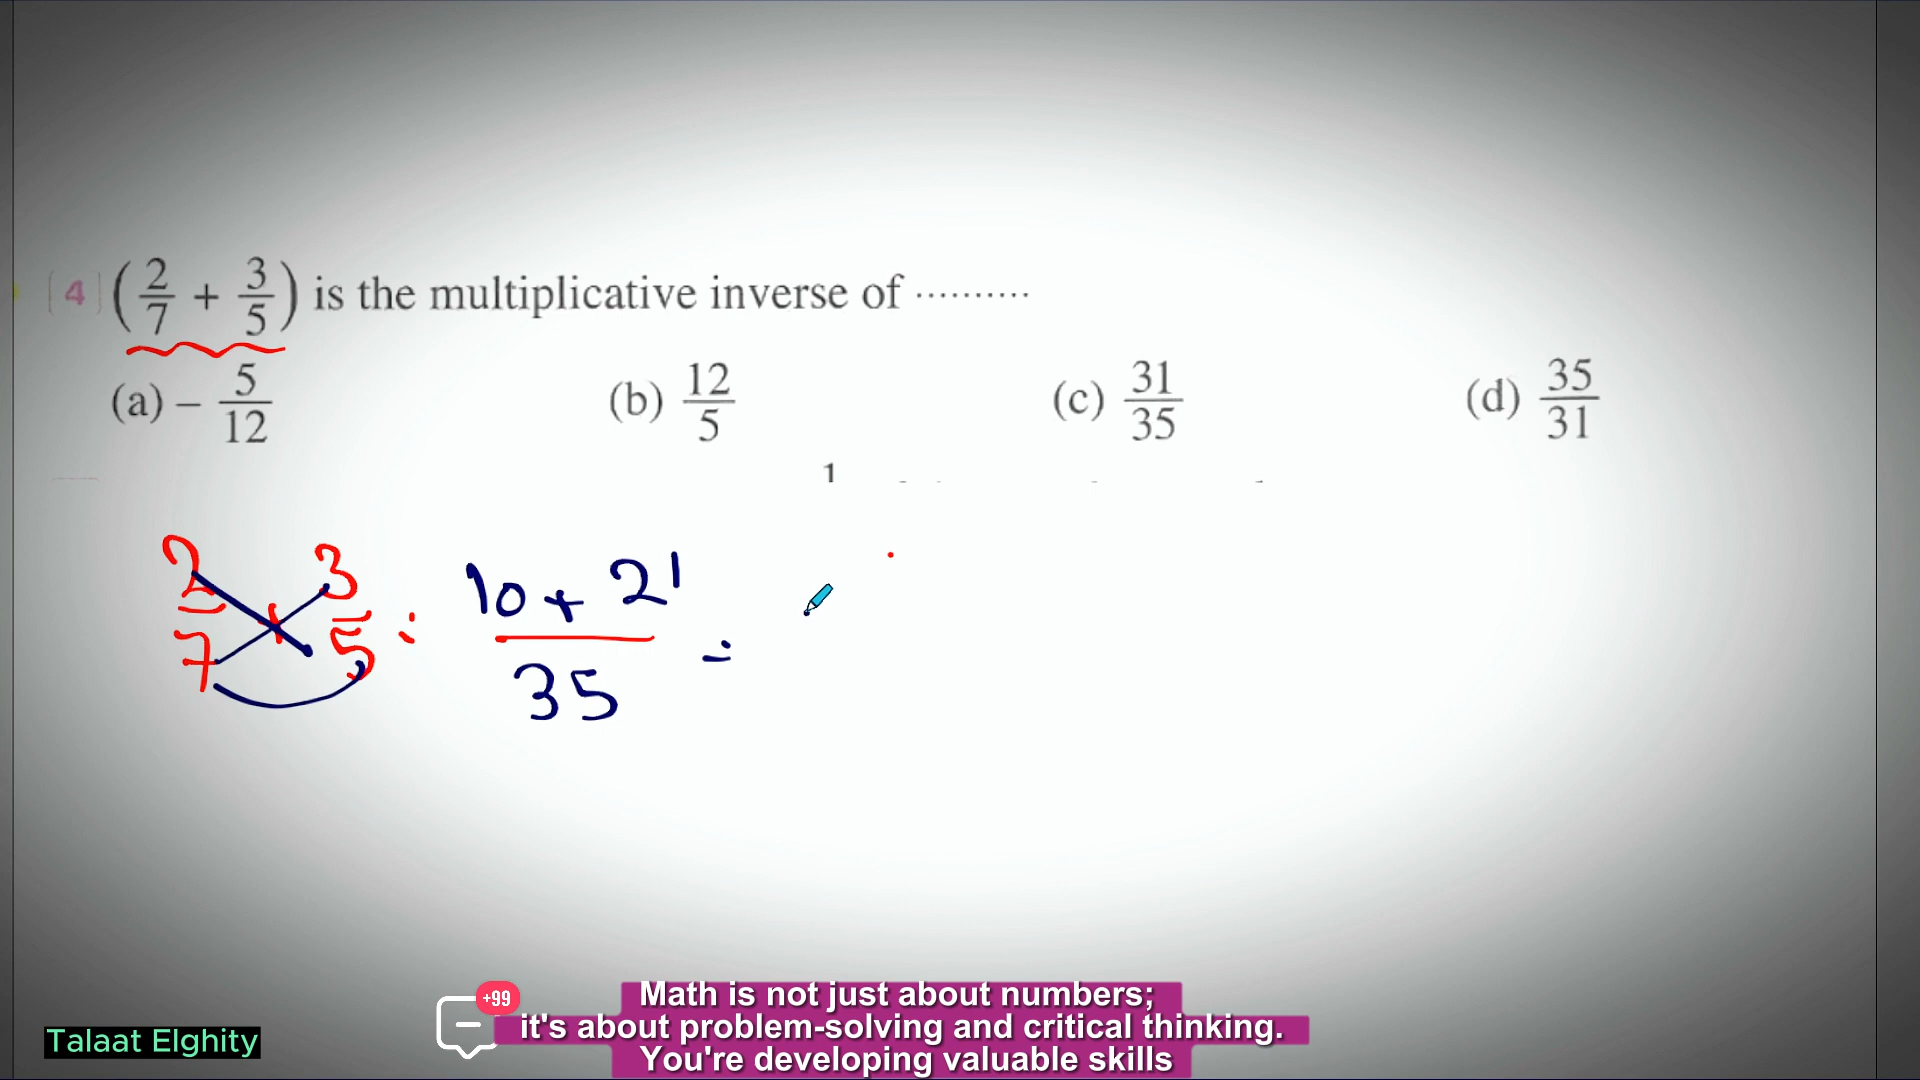 [4] (2/7 + 3/5) is the multiplicative inverse of ..........
(a) – 5/12 (b) 12/5 (c) 31/35 (d) 35/31
1
2/7 + 3/5 = 10 + 21 / 35 =
+99
Math is not just about numbers;
it's about problem-solving and critical thinking.
You're developing valuable skills
Talaat Elghity